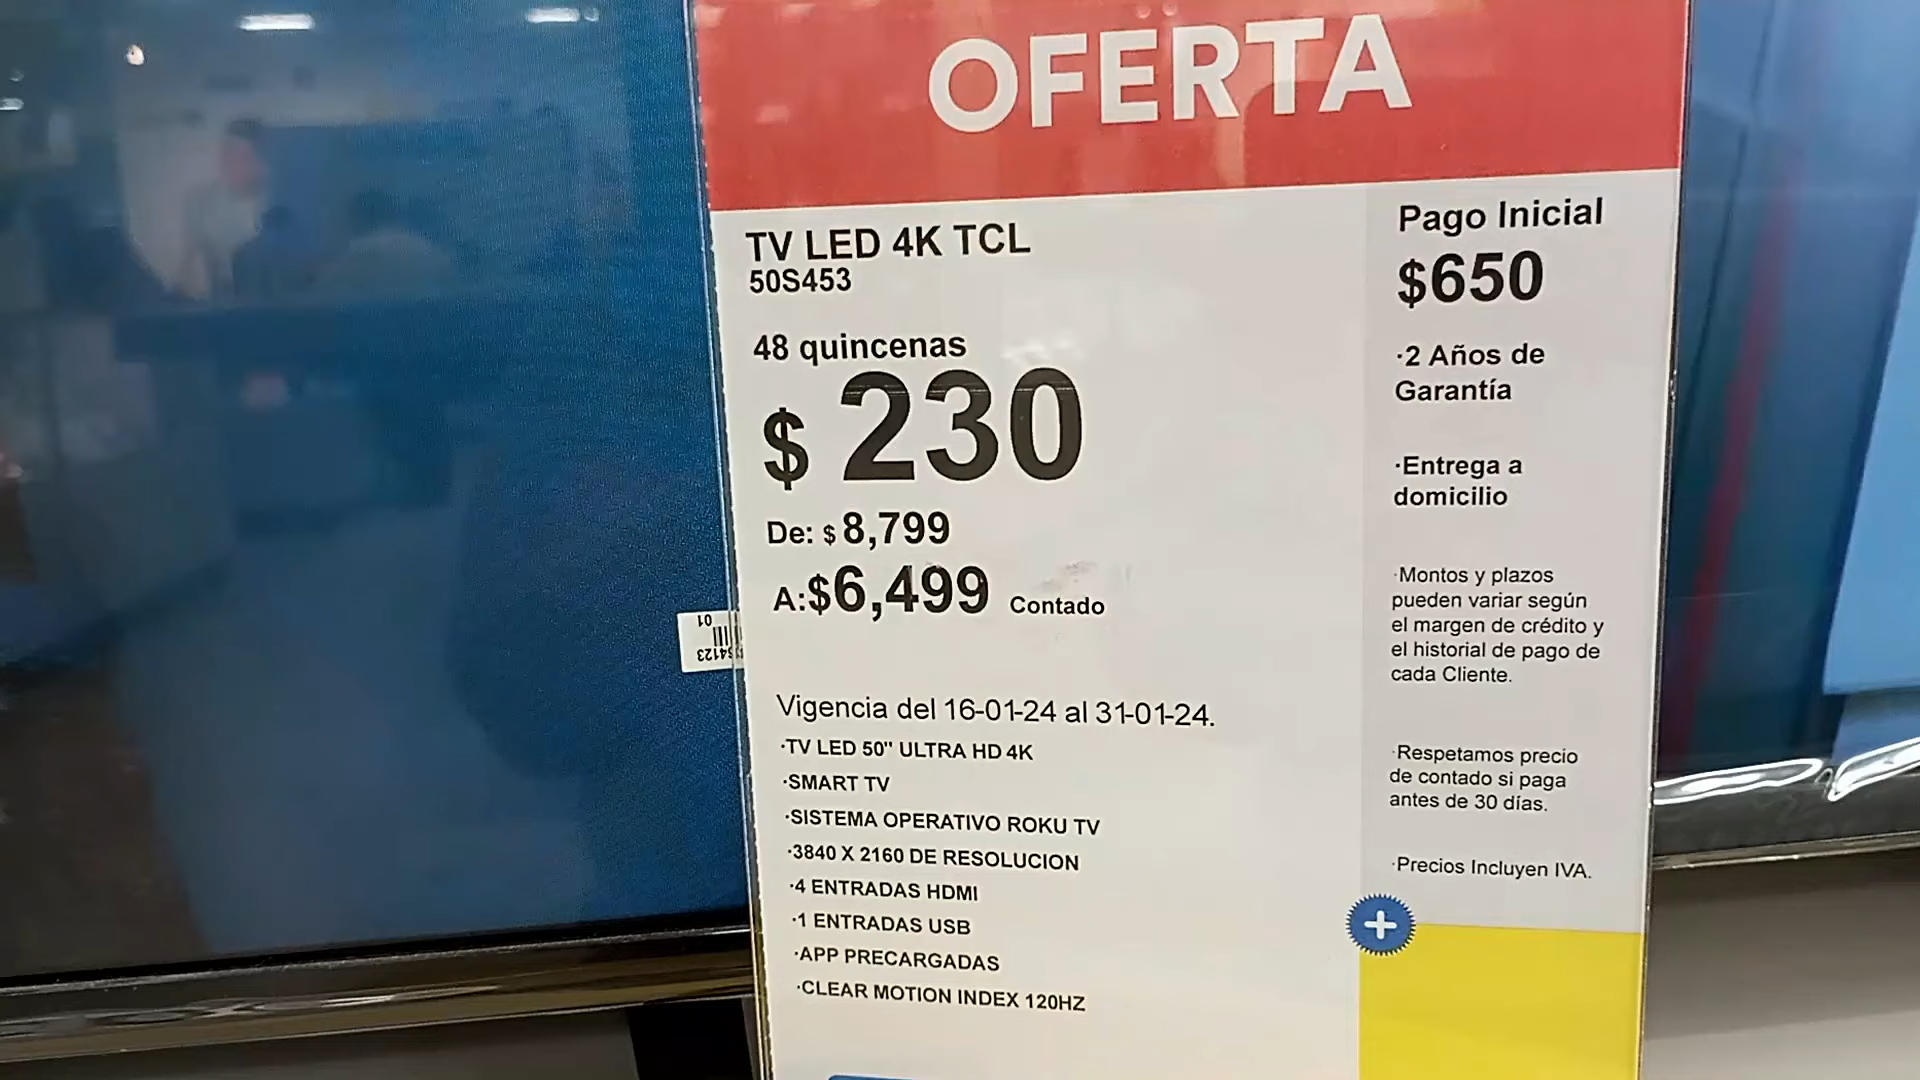 OFERTA
TV LED 4K TCL
50S453
48 quincenas
$ 230
De: $ 8,799
A:$6,499 Contado
Vigencia del 16-01-24 al 31-01-24.
·TV LED 50" ULTRA HD 4K
·SMART TV
·SISTEMA OPERATIVO ROKU TV
·3840 X 2160 DE RESOLUCION
·4 ENTRADAS HDMI
·1 ENTRADAS USB
·APP PRECARGADAS
·CLEAR MOTION INDEX 120HZ
Pago Inicial
$650
·2 Años de
Garantía
·Entrega a
domicilio
·Montos y plazos
pueden variar según
el margen de crédito y
el historial de pago de
cada Cliente.
·Respetamos precio
de contado si paga
antes de 30 días.
·Precios Incluyen IVA.
+
01